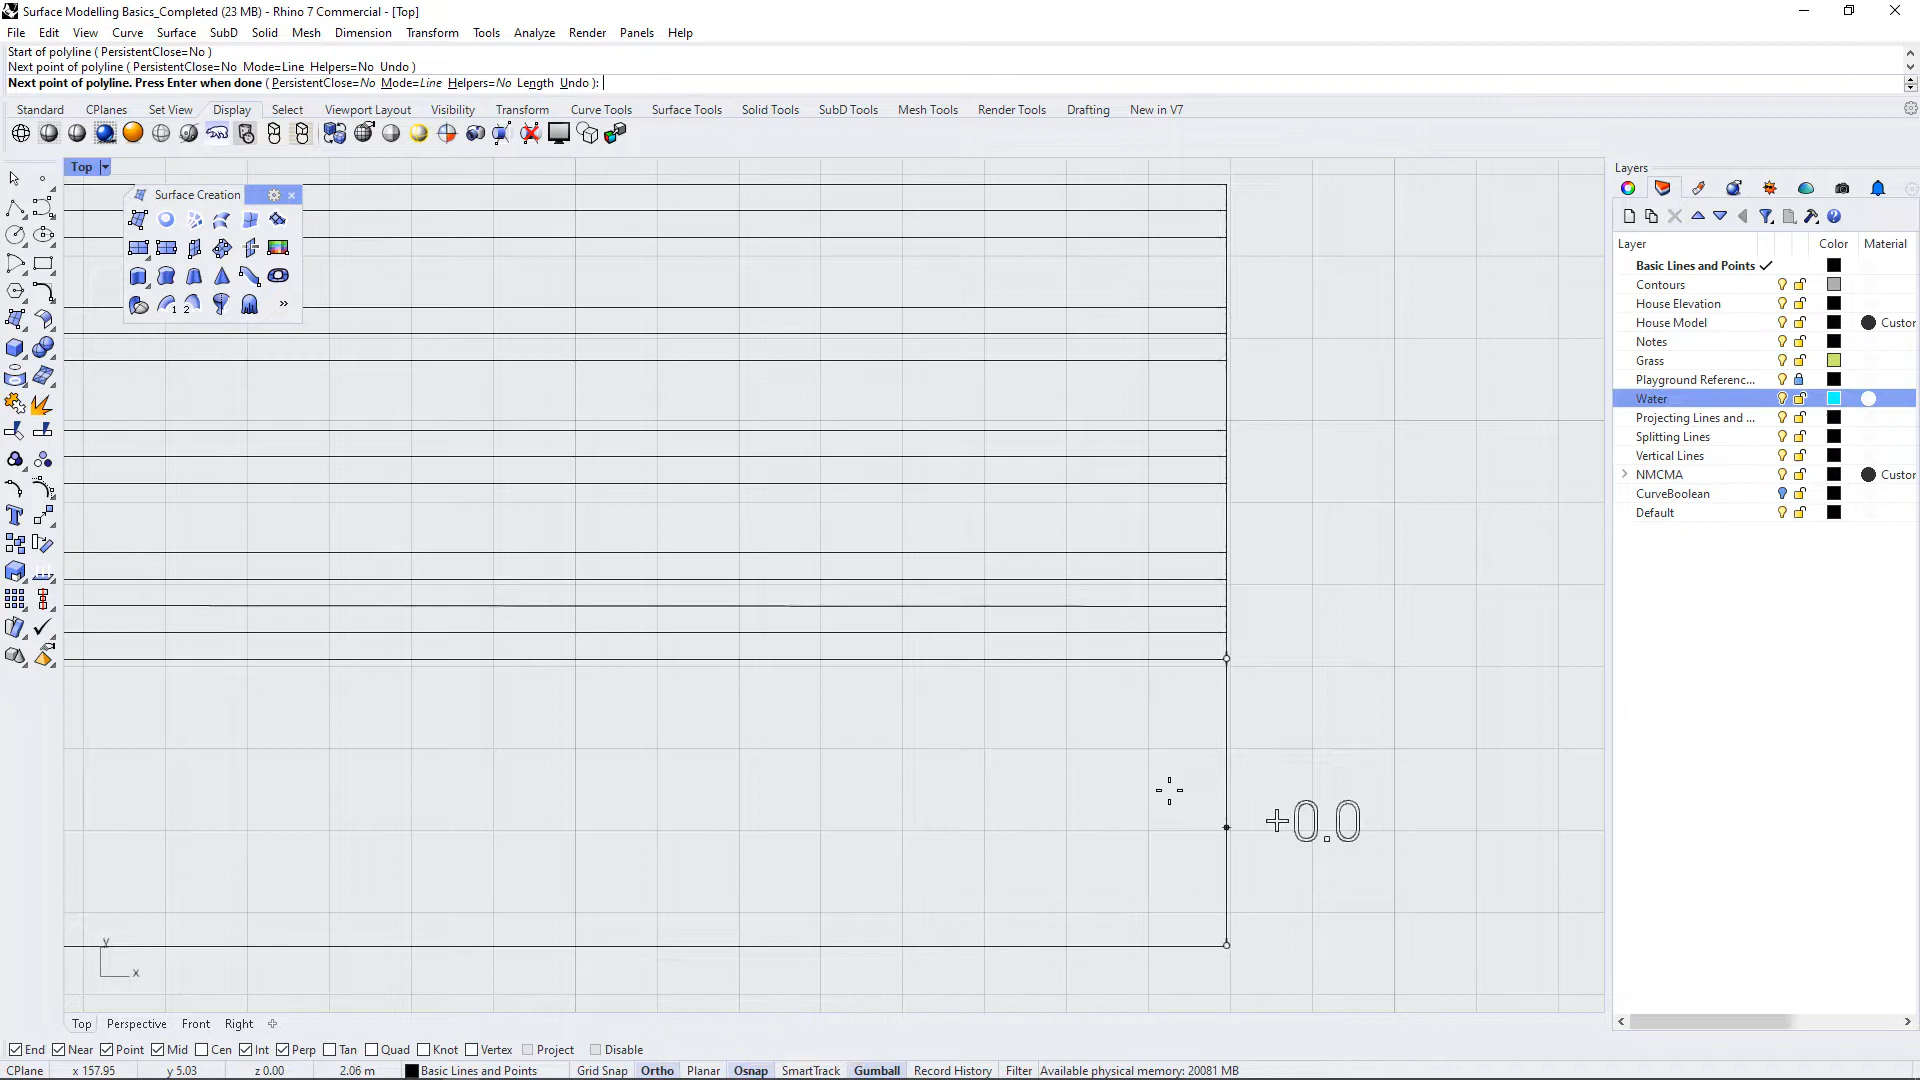 Surface Modelling Basics_Completed (23 MB) - Rhino 7 Commercial - [Top]
File Edit View Curve Surface SubD Solid Mesh Dimension Transform Tools Analyze Render Panels Help
Start of polyline ( PersistentClose=No )
Next point of polyline ( PersistentClose=No Mode=Line Helpers=No Undo )
Next point of polyline. Press Enter when done ( PersistentClose=No Mode=Line Helpers=No Length Undo ):
Standard CPlanes Set View Display Select Viewport Layout Visibility Transform Curve Tools Surface Tools Solid Tools SubD Tools Mesh Tools Render Tools Drafting New in V7
Top
Surface Creation
1 2 »
+0.0
y
x
Layers
Layer Color Material
Basic Lines and Points
Contours
House Elevation
House Model Custor
Notes
Grass
Playground Referenc...
Water
Projecting Lines and ...
Splitting Lines
Vertical Lines
NMCMA Custor
CurveBoolean
Default
Top Perspective Front Right
End Near Point Mid Cen Int Perp Tan Quad Knot Vertex Project Disable
CPlane x 157.95 y 5.03 z 0.00 2.06 m Basic Lines and Points Grid Snap Ortho Planar Osnap SmartTrack Gumball Record History Filter Available physical memory: 20081 MB